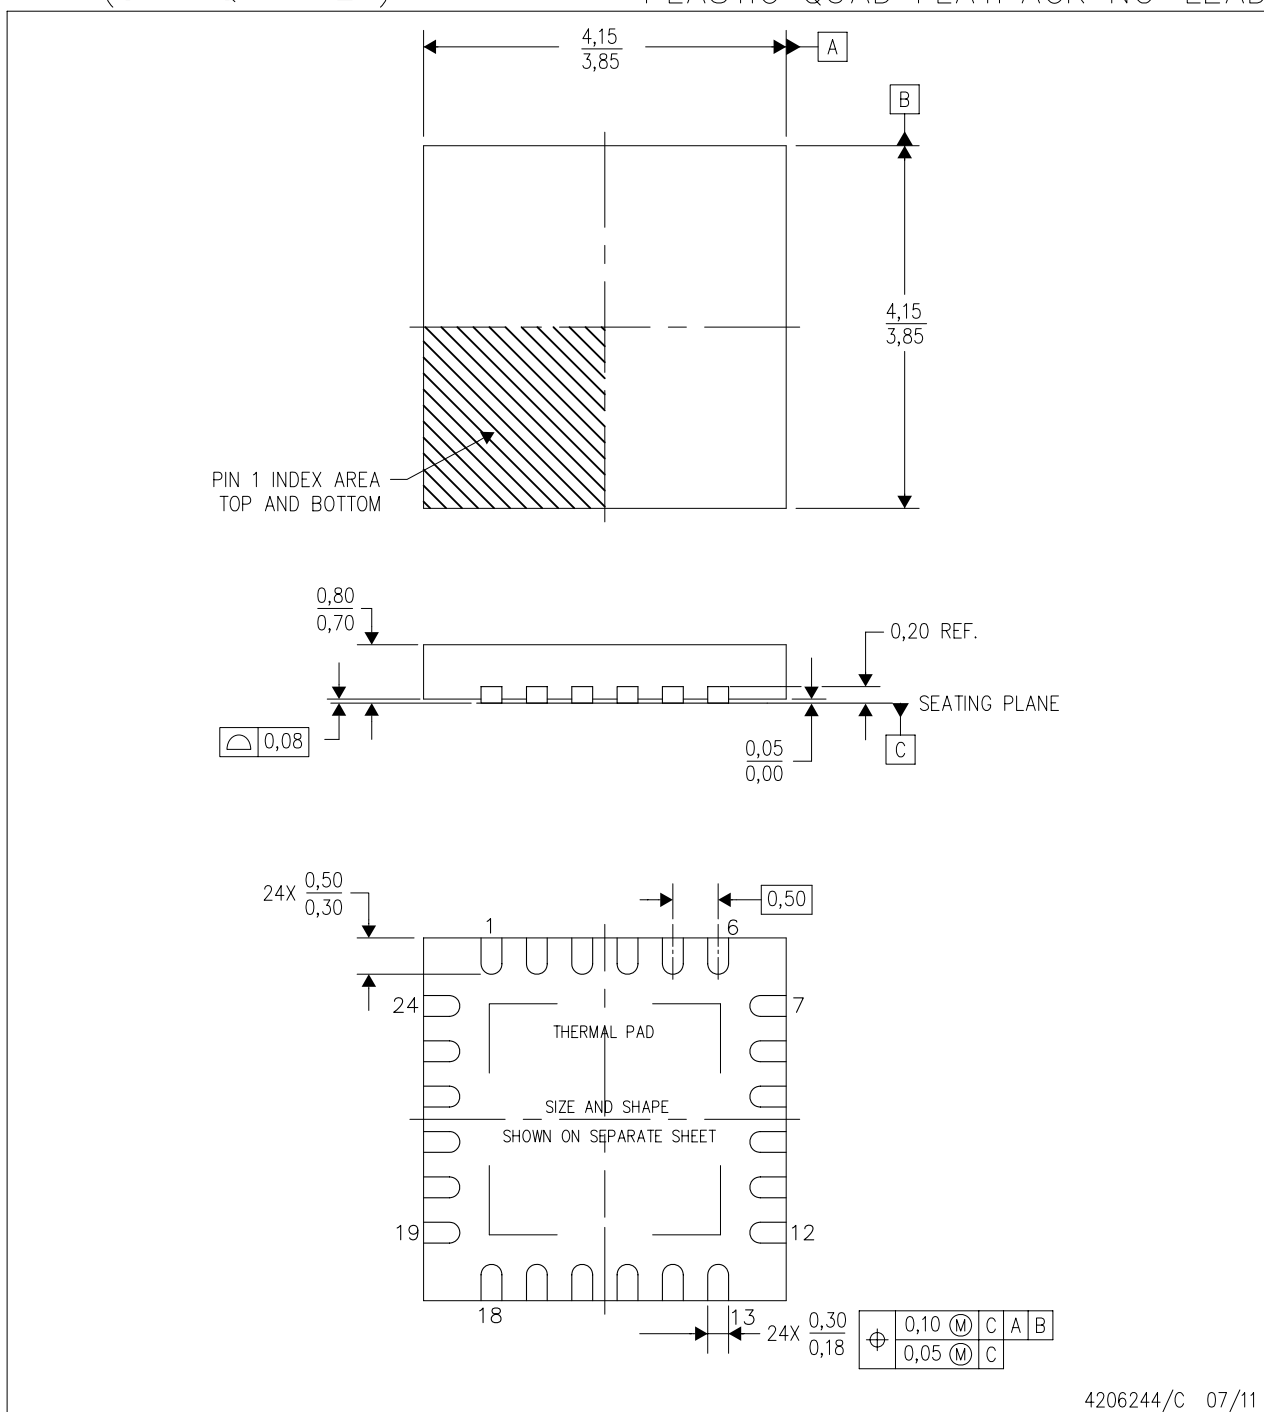 PLASTIC QUAD FLATPACK NO-LEAD
4,15
3,85
A
B
4,15
3,85
PIN 1 INDEX AREA
TOP AND BOTTOM
0,80
0,70
0,20 REF.
SEATING PLANE
0,08
0,05
0,00
C
24X 0,50
0,30
0,50
1
6
24
7
THERMAL PAD
SIZE AND SHAPE
SHOWN ON SEPARATE SHEET
19
12
18
13
24X 0,30
0,18
0,10 Ⓜ C A B
0,05 Ⓜ C
4206244/C 07/11